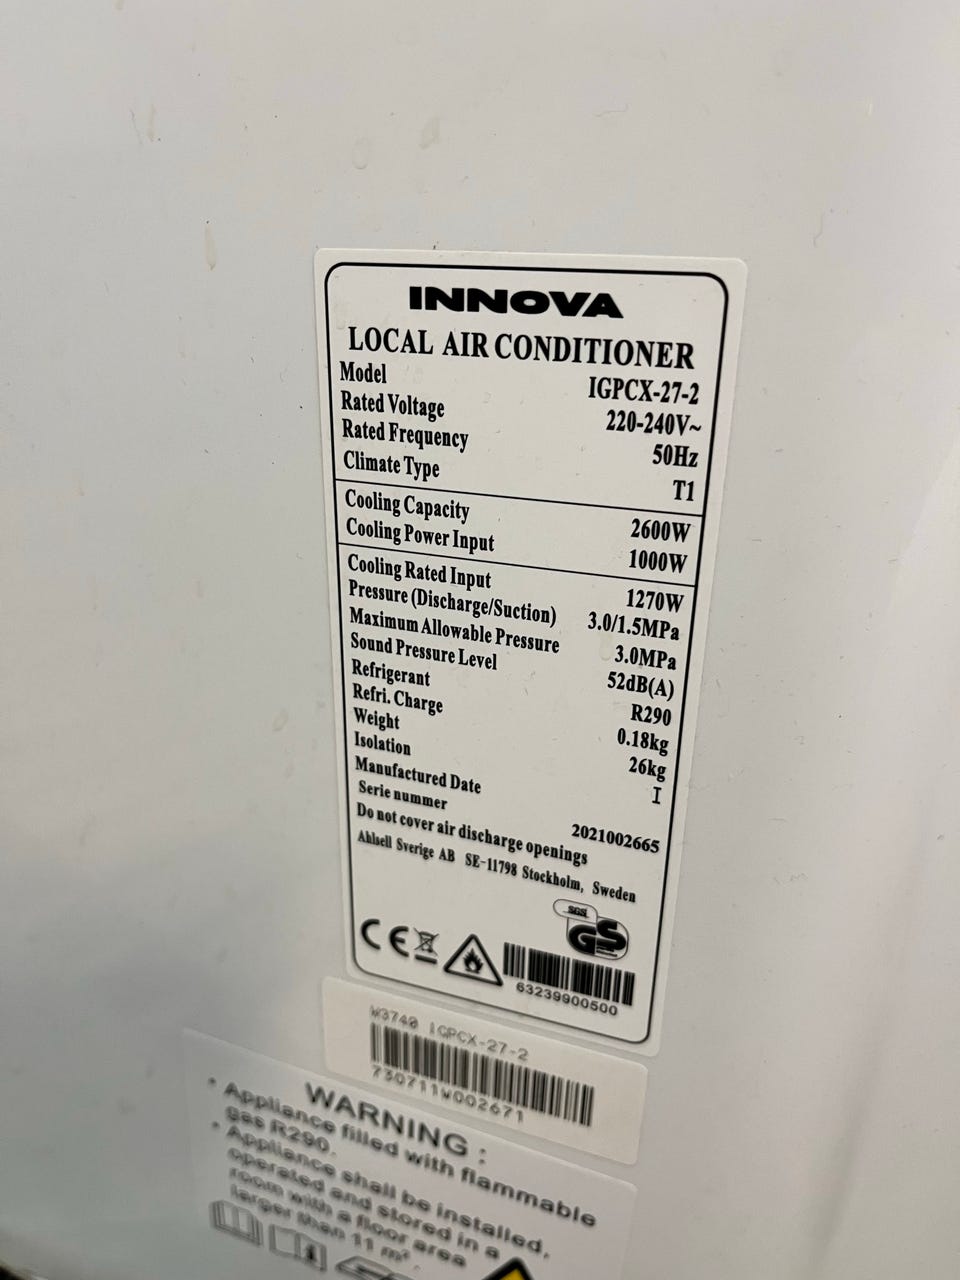 INNOVA
LOCAL AIR CONDITIONER
Model IGPCX-27-2
Rated Voltage 220-240V~
Rated Frequency 50Hz
Climate Type T1
Cooling Capacity 2600W
Cooling Power Input 1000W
Cooling Rated Input 1270W
Pressure (Discharge/Suction) 3.0/1.5MPa
Maximum Allowable Pressure 3.0MPa
Sound Pressure Level 52dB(A)
Refrigerant R290
Refri. Charge 0.18kg
Weight 26kg
Isolation I
Manufactured Date
Serie nummer 2021002665
Do not cover air discharge openings
Ahlsell Sverige AB SE-11798 Stockholm, Sweden
SGS
GS
CE
63239900500
W3740 IGPCX-27-2
730711W002671
WARNING :
• Appliance filled with flammable
gas R290.
• Appliance shall be installed,
operated and stored in a
room with a floor area
larger than 11 m².